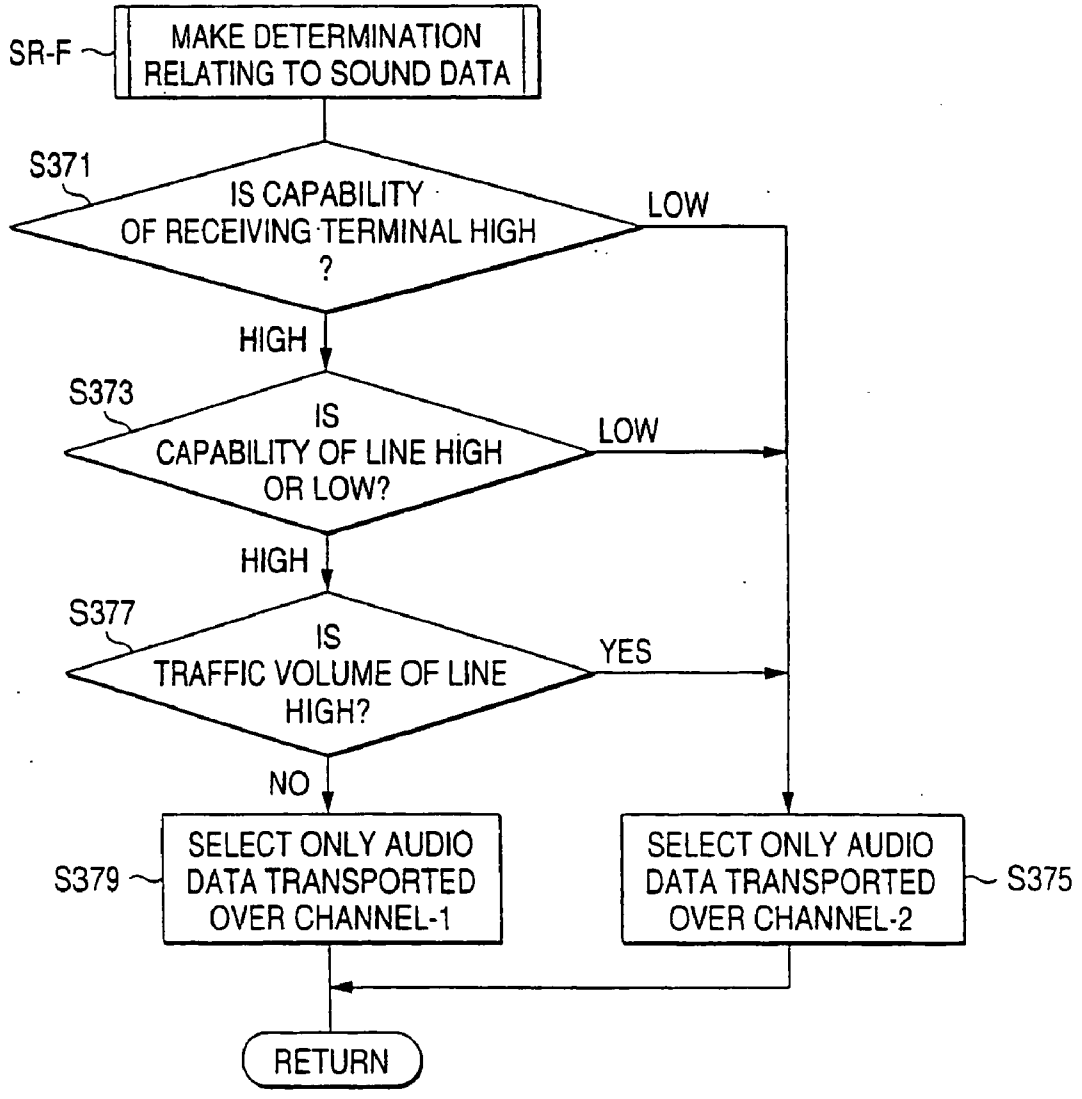 SR-F
MAKE DETERMINATION
RELATING TO SOUND DATA
S371
IS CAPABILITY
OF RECEIVING TERMINAL HIGH
?
LOW
HIGH
S373
IS
CAPABILITY OF LINE HIGH
OR LOW?
LOW
HIGH
S377
IS
TRAFFIC VOLUME OF LINE
HIGH?
YES
NO
S379
SELECT ONLY AUDIO
DATA TRANSPORTED
OVER CHANNEL-1
SELECT ONLY AUDIO
DATA TRANSPORTED
OVER CHANNEL-2
S375
RETURN